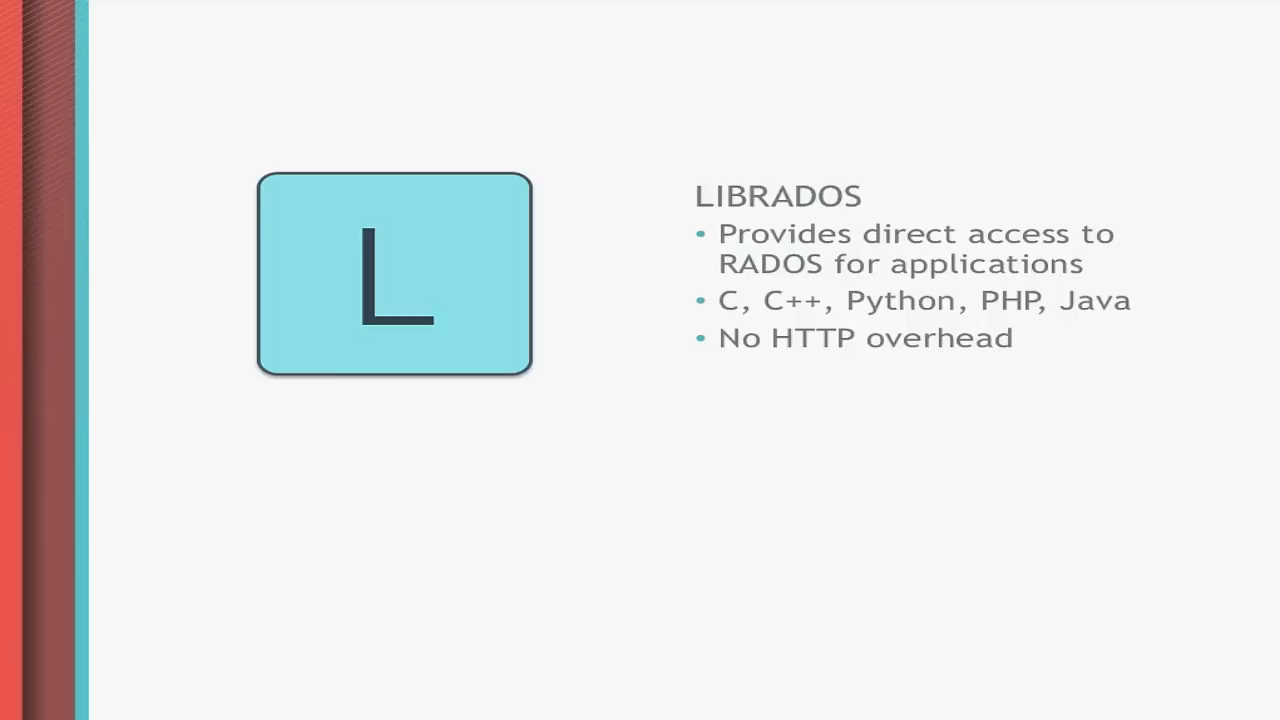 L
LIBRADOS
• Provides direct access to
RADOS for applications
• C, C++, Python, PHP, Java
• No HTTP overhead